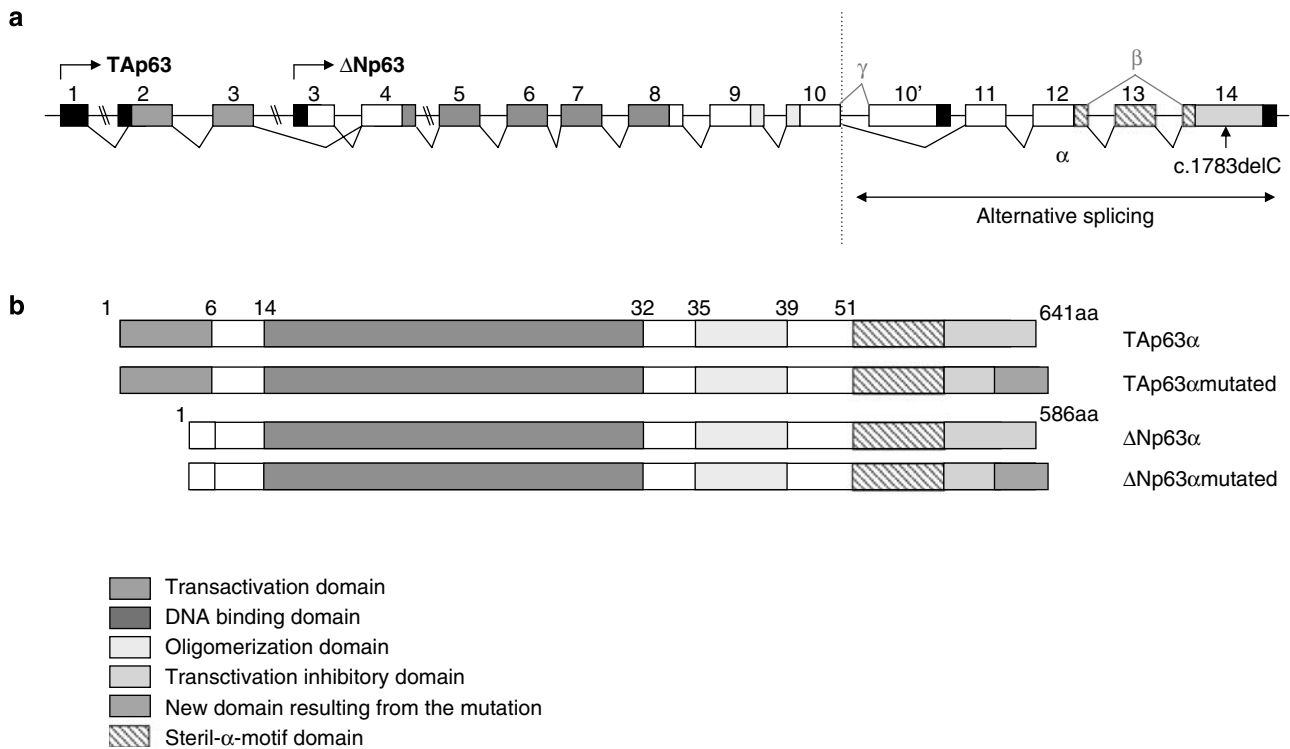 a
TAp63
ΔNp63
1 2 3 3 4 5 6 7 8 9 10 10' 11 12 13 14
γ
β
α
c.1783delC
Alternative splicing
b
1 6 14 32 35 39 51 641aa
TAp63α
TAp63αmutated
1 586aa
ΔNp63α
ΔNp63αmutated
Transactivation domain
DNA binding domain
Oligomerization domain
Transctivation inhibitory domain
New domain resulting from the mutation
Steril-α-motif domain